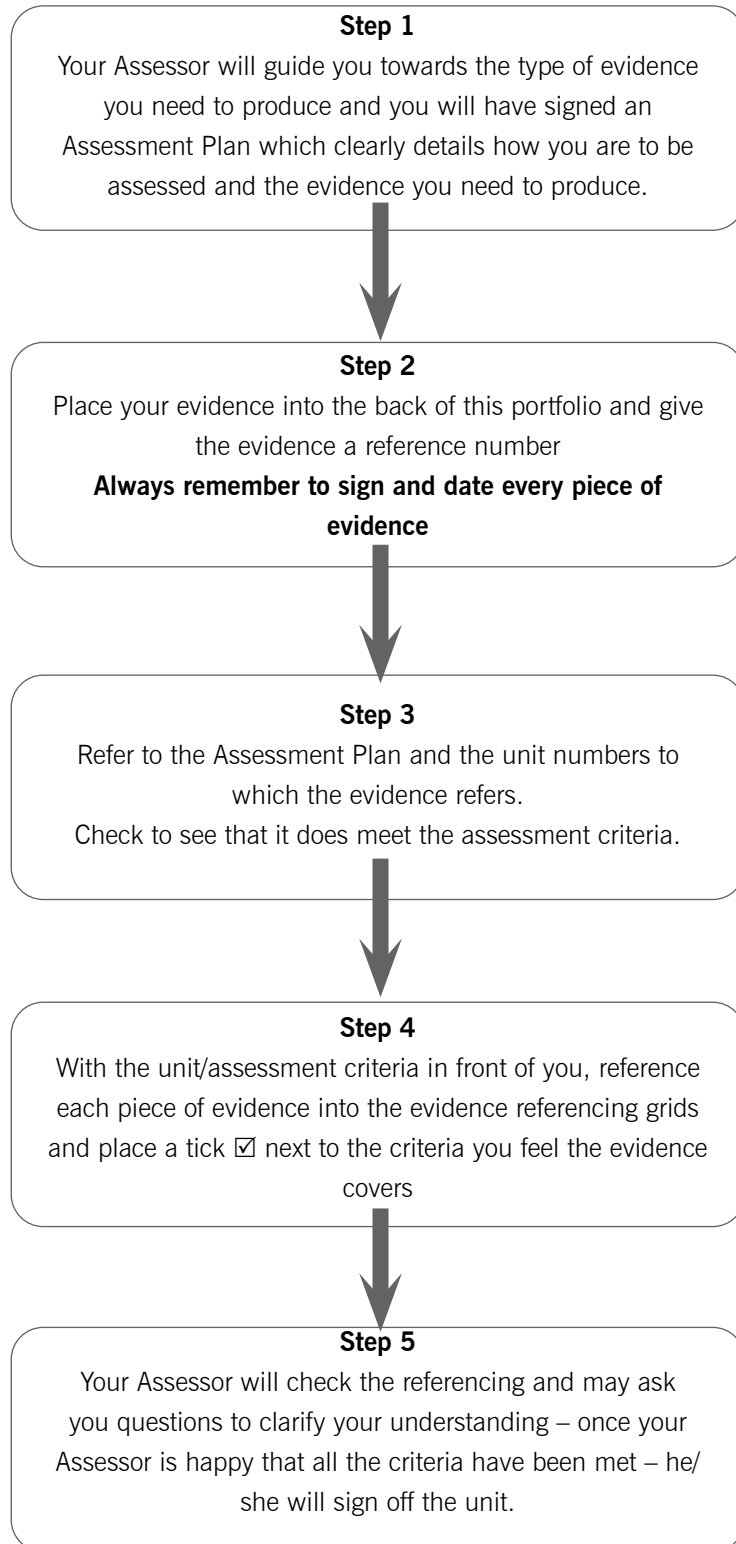 Step 1
Your Assessor will guide you towards the type of evidence
you need to produce and you will have signed an
Assessment Plan which clearly details how you are to be
assessed and the evidence you need to produce.
Step 2
Place your evidence into the back of this portfolio and give
the evidence a reference number
Always remember to sign and date every piece of
evidence
Step 3
Refer to the Assessment Plan and the unit numbers to
which the evidence refers.
Check to see that it does meet the assessment criteria.
Step 4
With the unit/assessment criteria in front of you, reference
each piece of evidence into the evidence referencing grids
and place a tick ☑ next to the criteria you feel the evidence
covers
Step 5
Your Assessor will check the referencing and may ask
you questions to clarify your understanding – once your
Assessor is happy that all the criteria have been met – he/
she will sign off the unit.